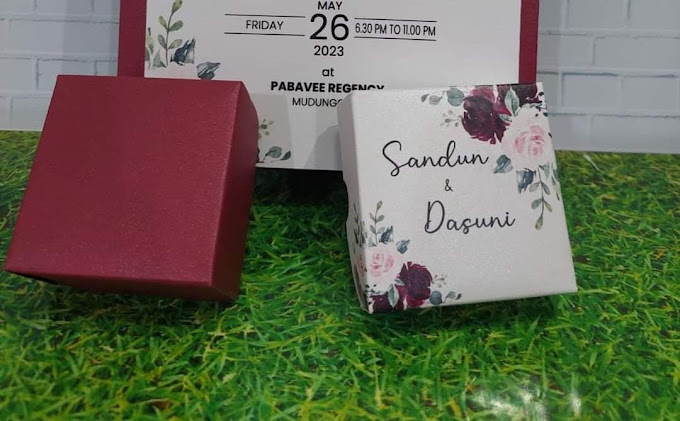 MAY
FRIDAY 26 6.30 PM TO 11.00 PM
2023
at
PABAVEE REGENCY
Sandun
&
Dasuni